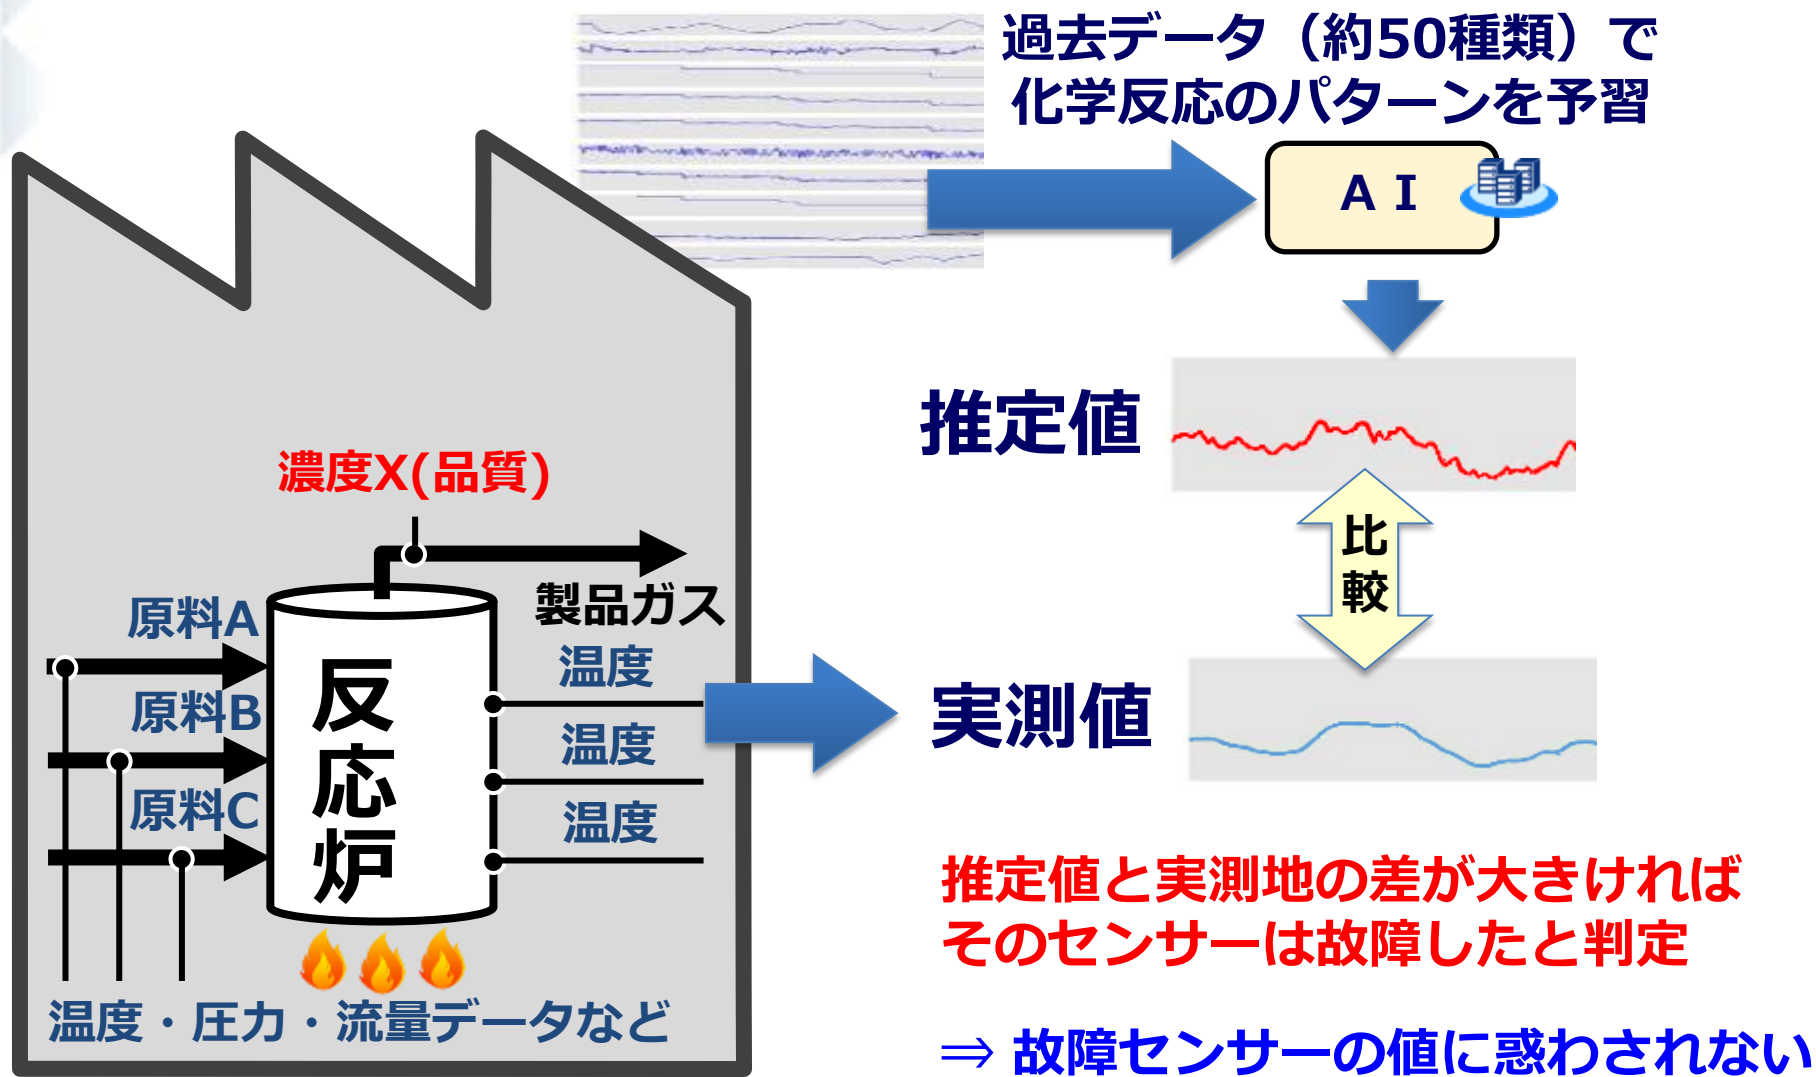 過去データ（約50種類）で
化学反応のパターンを予習
ＡＩ
推定値
比
較
実測値
濃度X(品質)
製品ガス
原料A
原料B
原料C
反
応
炉
温度
温度
温度
温度・圧力・流量データなど
推定値と実測地の差が大きければ
そのセンサーは故障したと判定
⇒ 故障センサーの値に惑わされない